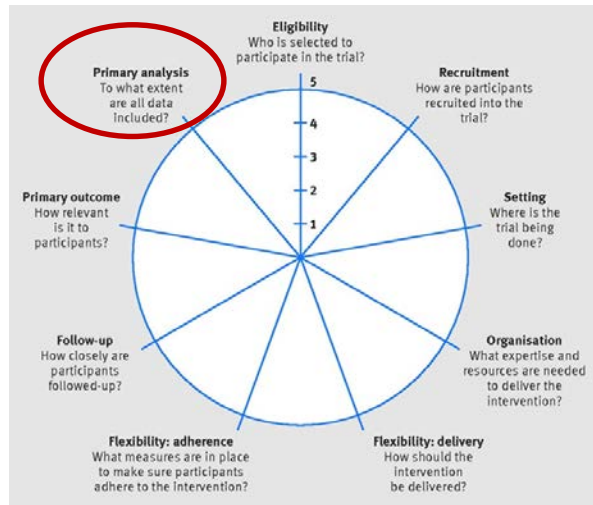 Eligibility
Who is selected to
participate in the trial?
Primary analysis
To what extent
are all data
included?
Recruitment
How are participants
recruited into the
trial?
5
4
3
2
1
Primary outcome
How relevant
is it to
participants?
Setting
Where is the
trial being
done?
Follow-up
How closely are
participants
followed-up?
Organisation
What expertise and
resources are needed
to deliver the
intervention?
Flexibility: adherence
What measures are in place
to make sure participants
adhere to the intervention?
Flexibility: delivery
How should the
intervention
be delivered?